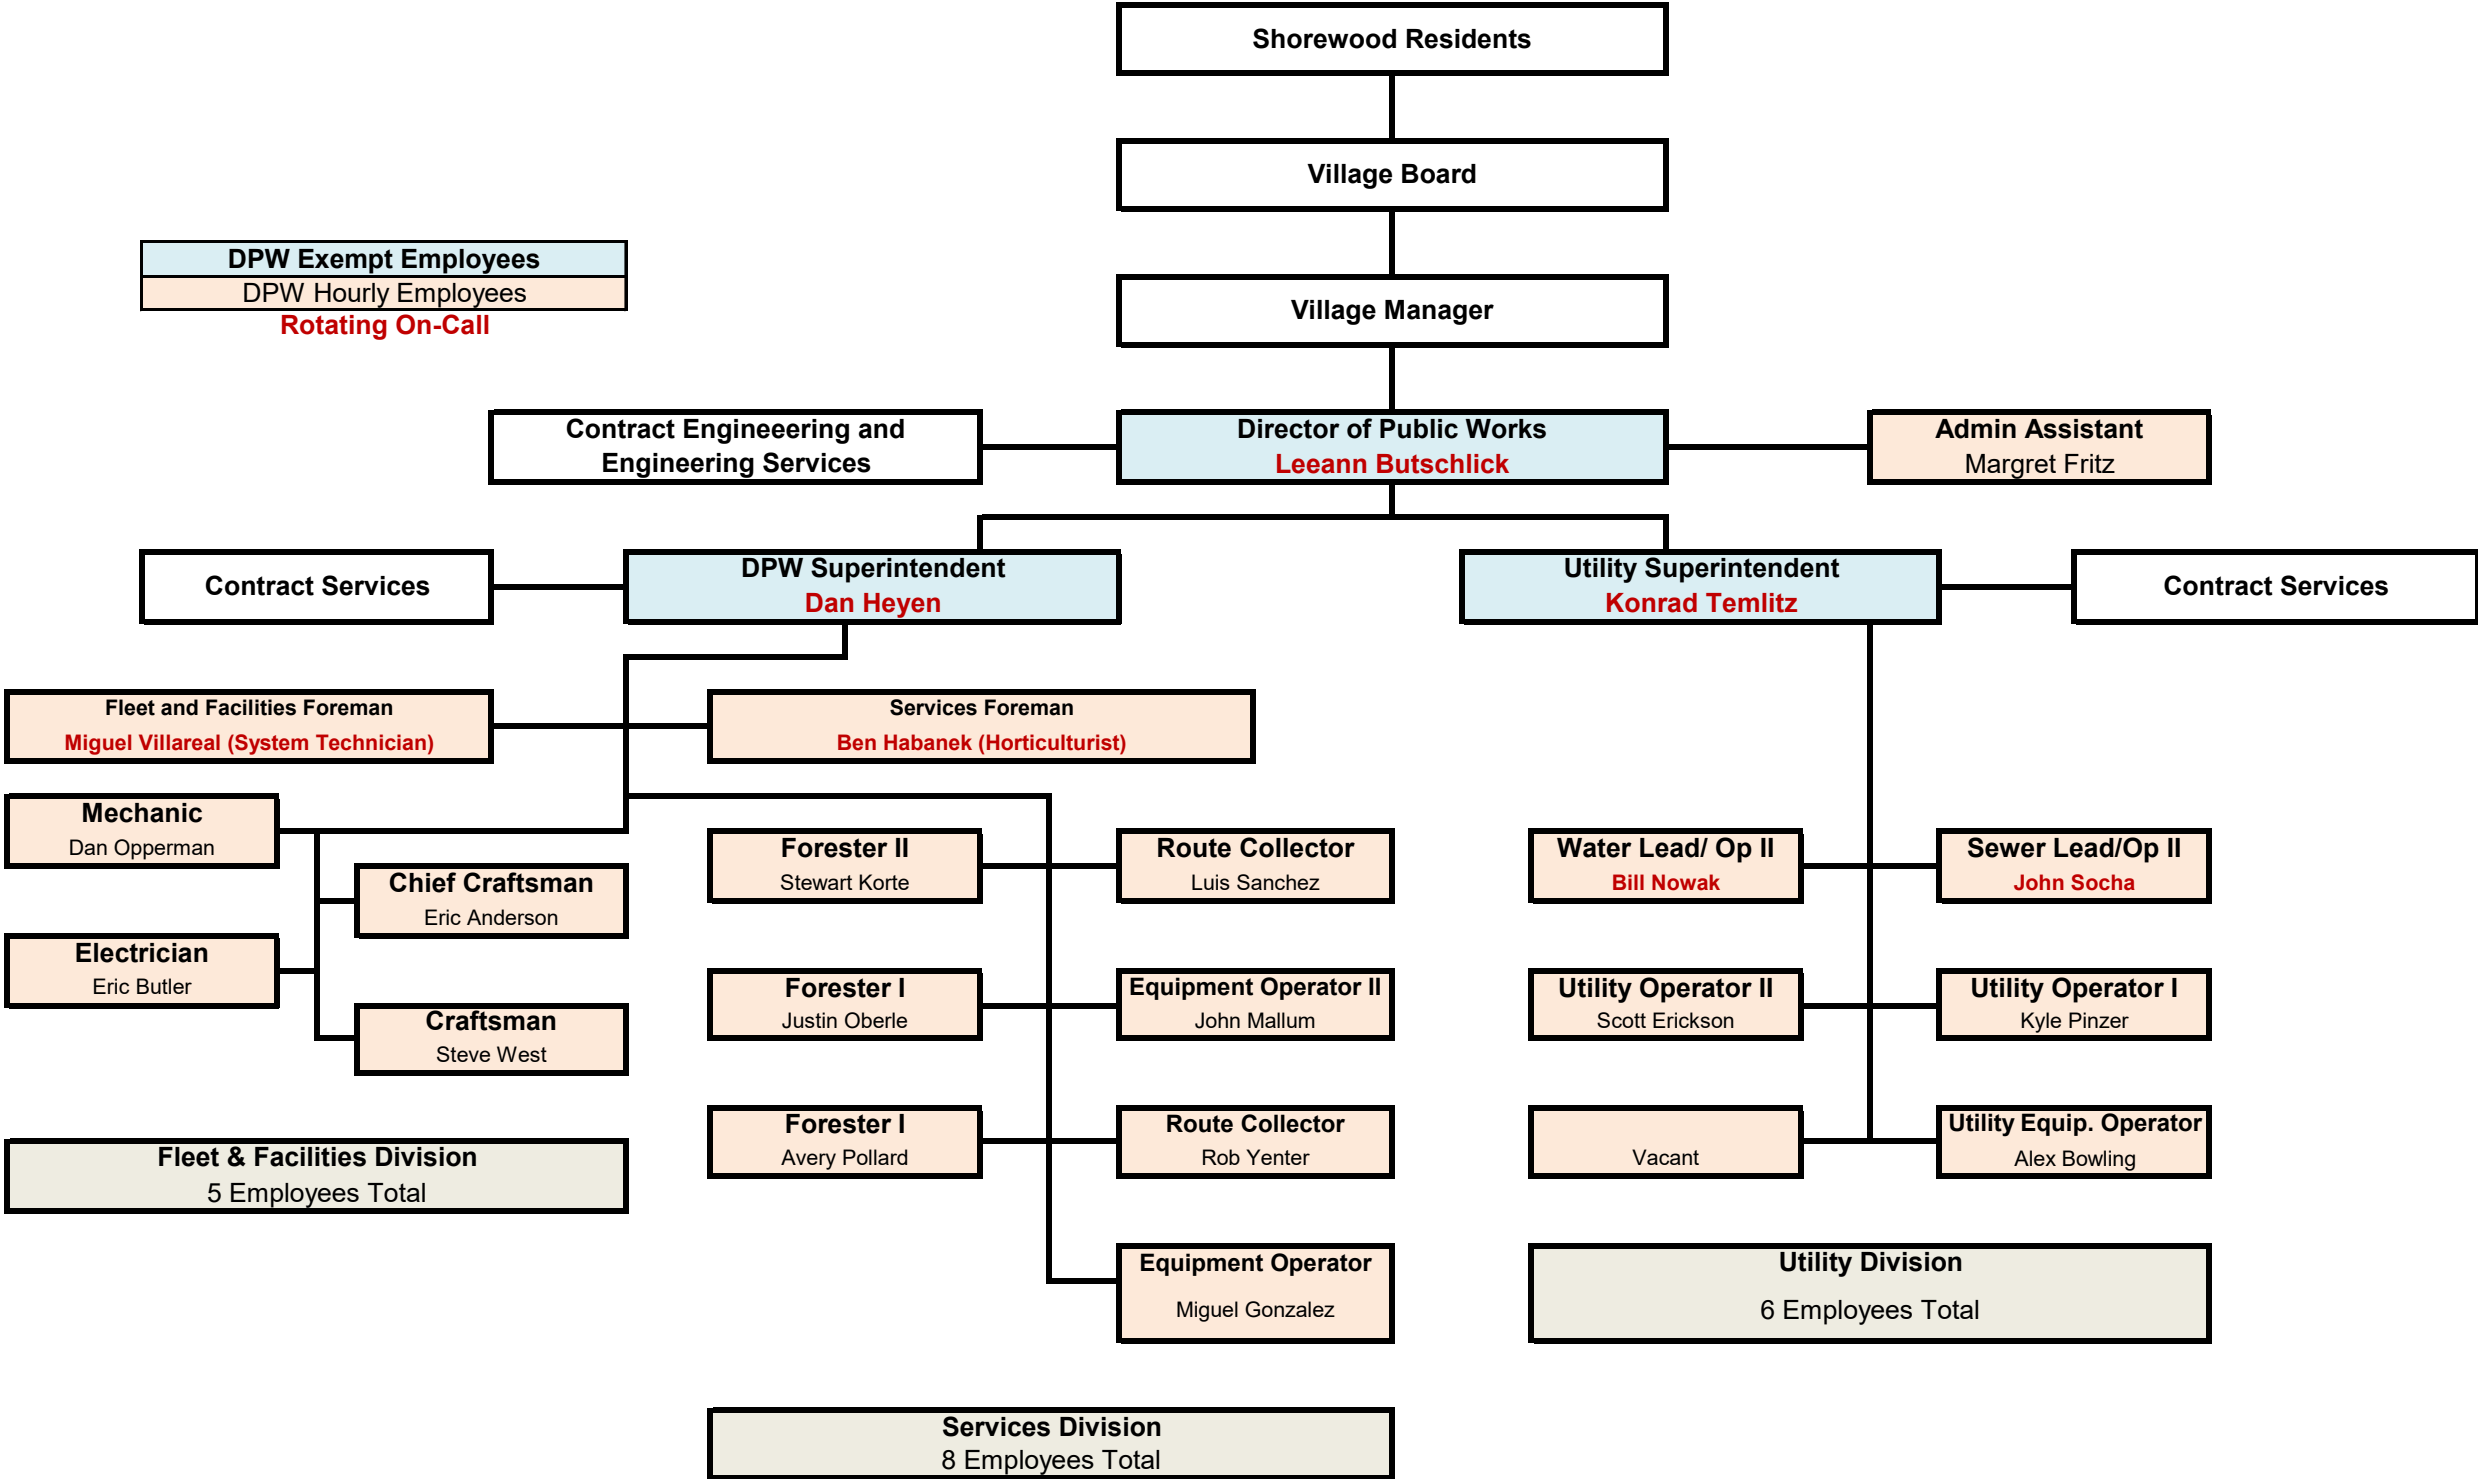 Shorewood Residents
Village Board
DPW Exempt Employees
DPW Hourly Employees
Rotating On-Call
Village Manager
Contract Engineeering and
Engineering Services
Director of Public Works
Leeann Butschlick
Admin Assistant
Margret Fritz
Contract Services
DPW Superintendent
Dan Heyen
Utility Superintendent
Konrad Temlitz
Contract Services
Fleet and Facilities Foreman
Miguel Villareal (System Technician)
Services Foreman
Ben Habanek (Horticulturist)
Mechanic
Dan Opperman
Chief Craftsman
Eric Anderson
Electrician
Eric Butler
Craftsman
Steve West
Fleet & Facilities Division
5 Employees Total
Forester II
Stewart Korte
Route Collector
Luis Sanchez
Forester I
Justin Oberle
Equipment Operator II
John Mallum
Forester I
Avery Pollard
Route Collector
Rob Yenter
Equipment Operator
Miguel Gonzalez
Services Division
8 Employees Total
Water Lead/ Op II
Bill Nowak
Sewer Lead/Op II
John Socha
Utility Operator II
Scott Erickson
Utility Operator I
Kyle Pinzer
Vacant
Utility Equip. Operator
Alex Bowling
Utility Division
6 Employees Total